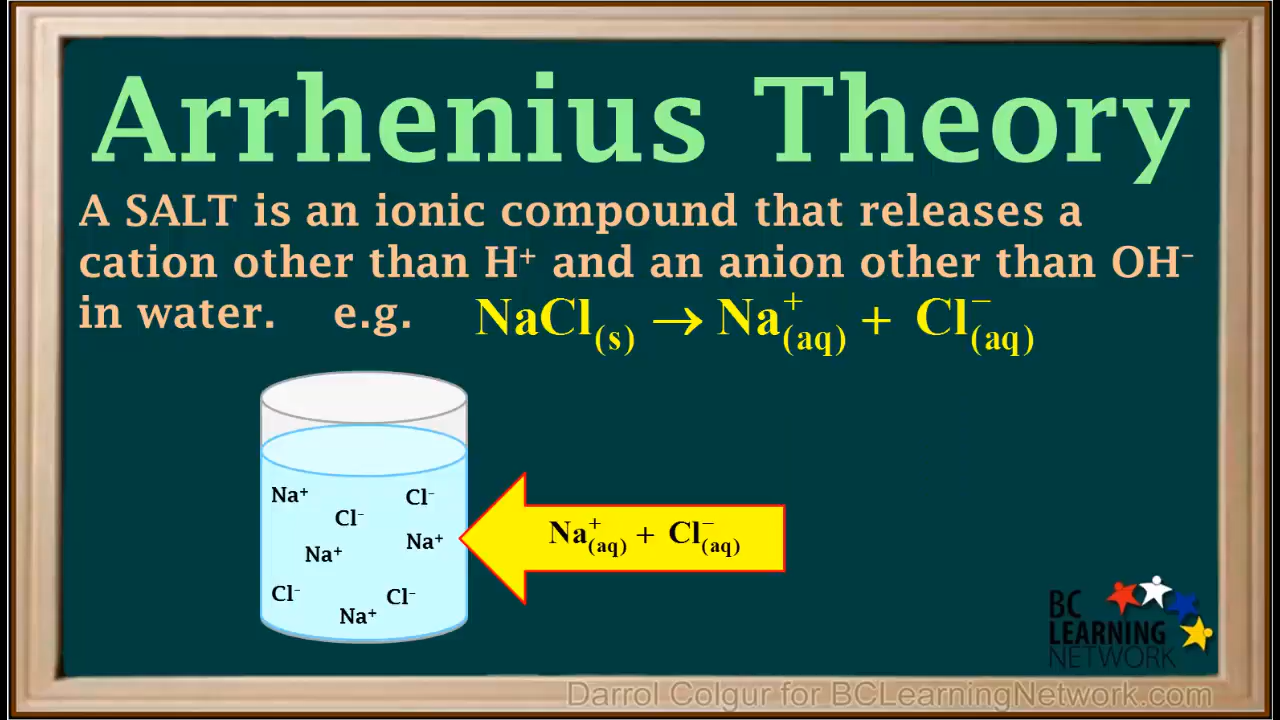 Arrhenius Theory
A SALT is an ionic compound that releases a
cation other than H⁺ and an anion other than OH⁻
in water. e.g. NaCl₍s₎ → Na⁺₍aq₎ + Cl⁻₍aq₎
Na⁺ Cl⁻
Cl⁻
Na⁺ Na⁺
Cl⁻ Cl⁻
Na⁺
Na⁺₍aq₎ + Cl⁻₍aq₎
BC
LEARNING
NETWORK
Darrol Colgur for BCLearningNetwork.com